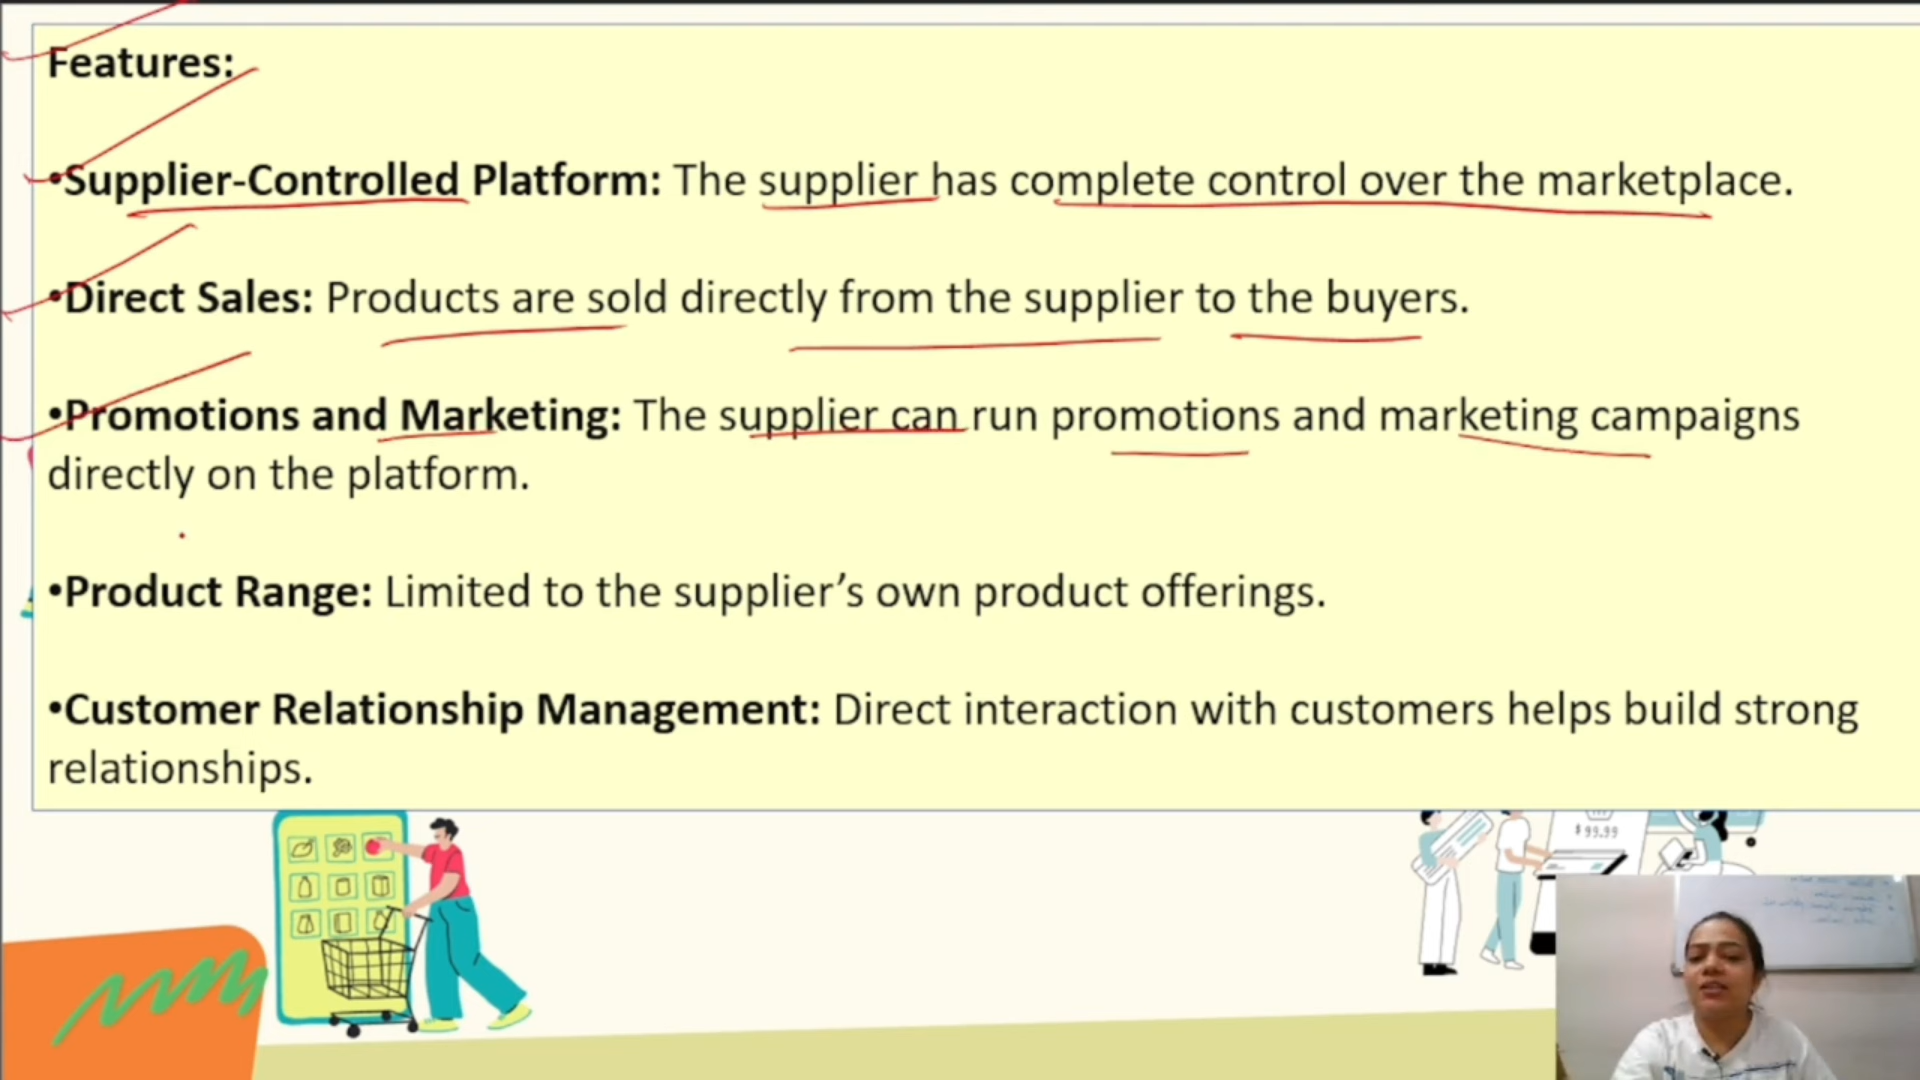 Features:
•Supplier-Controlled Platform: The supplier has complete control over the marketplace.
•Direct Sales: Products are sold directly from the supplier to the buyers.
•Promotions and Marketing: The supplier can run promotions and marketing campaigns
directly on the platform.
•Product Range: Limited to the supplier’s own product offerings.
•Customer Relationship Management: Direct interaction with customers helps build strong
relationships.
$99.99